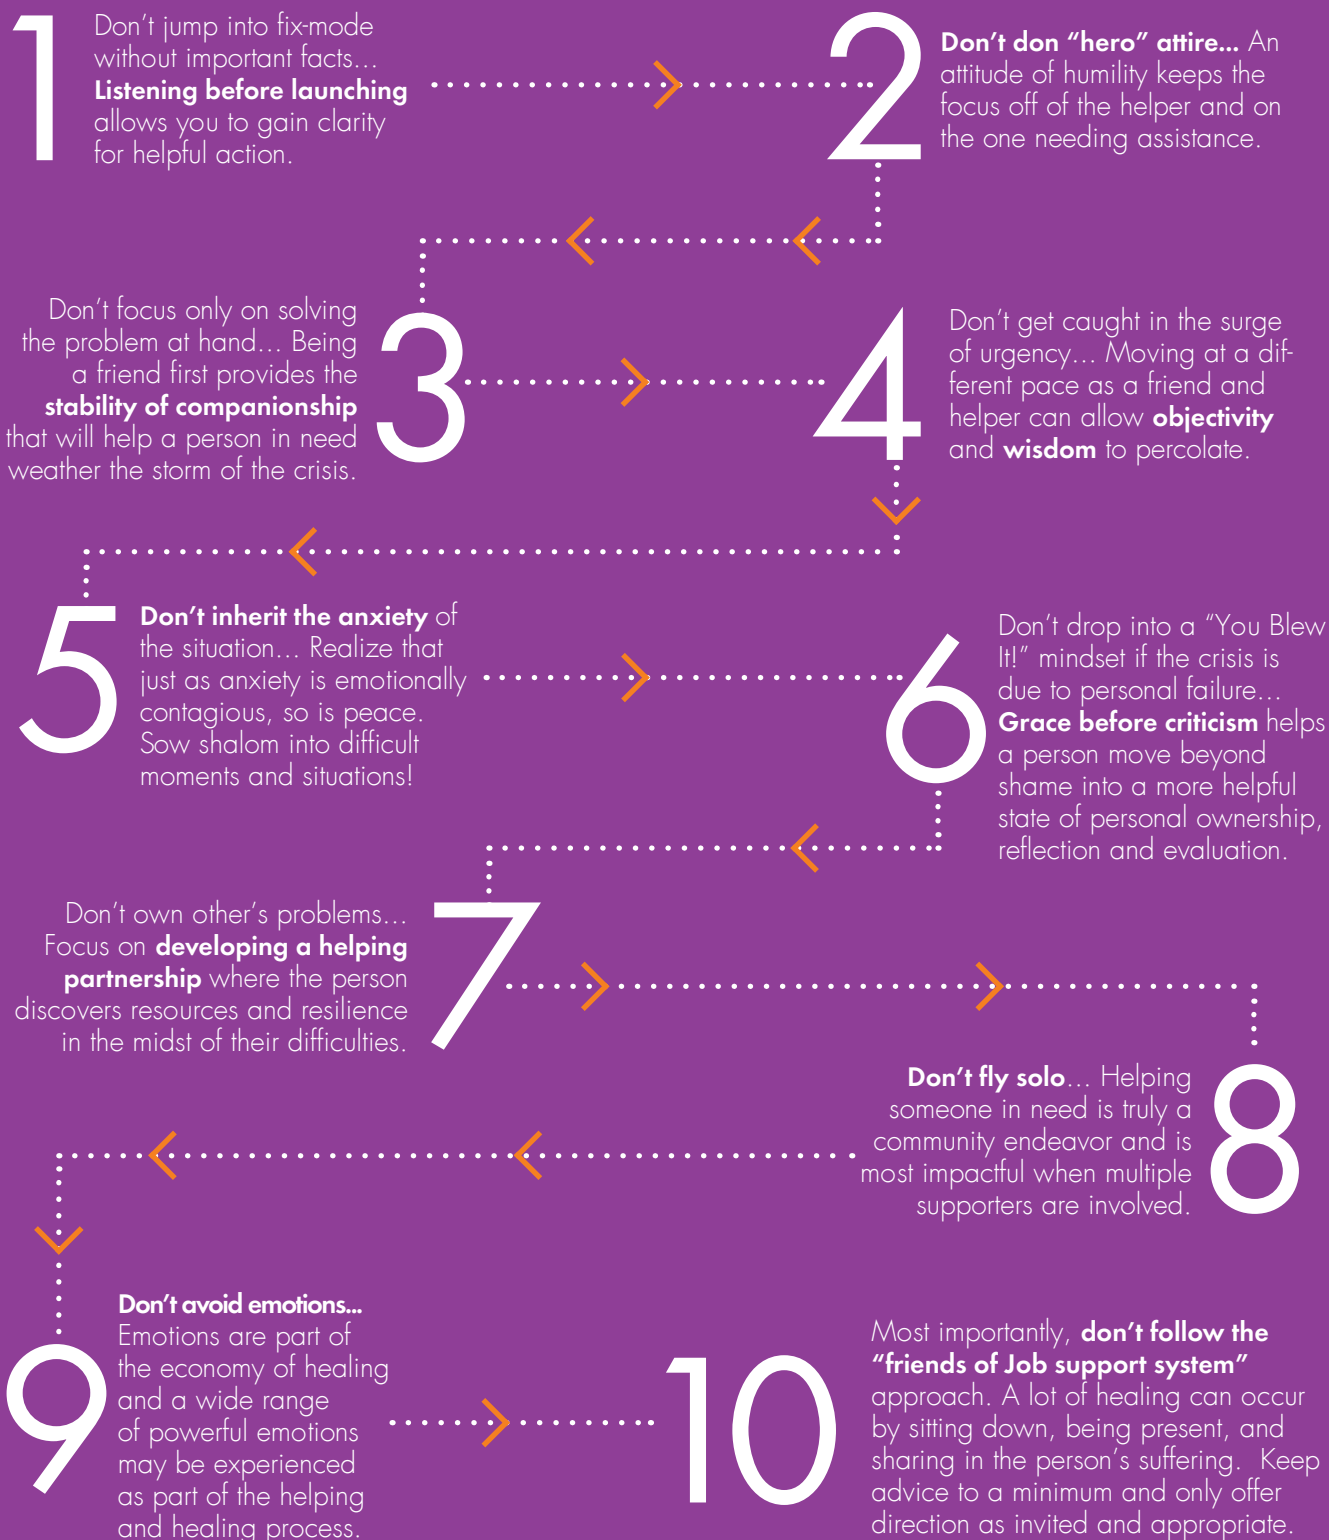 1
Don't jump into fix-mode
without important facts...
Listening before launching
allows you to gain clarity
for helpful action.
2
Don't don “hero” attire... An
attitude of humility keeps the
focus off of the helper and on
the one needing assistance.
3
Don't focus only on solving
the problem at hand... Being
a friend first provides the
stability of companionship
that will help a person in need
weather the storm of the crisis.
4
Don't get caught in the surge
of urgency... Moving at a dif-
ferent pace as a friend and
helper can allow objectivity
and wisdom to percolate.
5
Don't inherit the anxiety of
the situation... Realize that
just as anxiety is emotionally
contagious, so is peace.
Sow shalom into difficult
moments and situations!
6
Don't drop into a “You Blew
It!” mindset if the crisis is
due to personal failure...
Grace before criticism helps
a person move beyond
shame into a more helpful
state of personal ownership,
reflection and evaluation.
7
Don't own other's problems...
Focus on developing a helping
partnership where the person
discovers resources and resilience
in the midst of their difficulties.
8
Don't fly solo... Helping
someone in need is truly a
community endeavor and is
most impactful when multiple
supporters are involved.
9
Don't avoid emotions...
Emotions are part of
the economy of healing
and a wide range
of powerful emotions
may be experienced
as part of the helping
and healing process.
10
Most importantly, don't follow the
“friends of Job support system”
approach. A lot of healing can occur
by sitting down, being present, and
sharing in the person's suffering. Keep
advice to a minimum and only offer
direction as invited and appropriate.